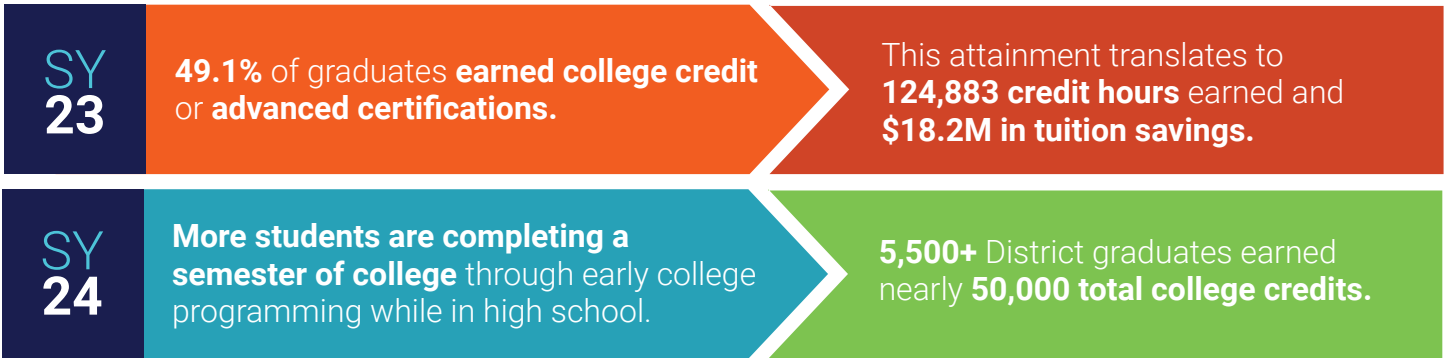 SY
23
49.1% of graduates earned college credit
or advanced certifications.
This attainment translates to
124,883 credit hours earned and
$18.2M in tuition savings.
SY
24
More students are completing a
semester of college through early college
programming while in high school.
5,500+ District graduates earned
nearly 50,000 total college credits.